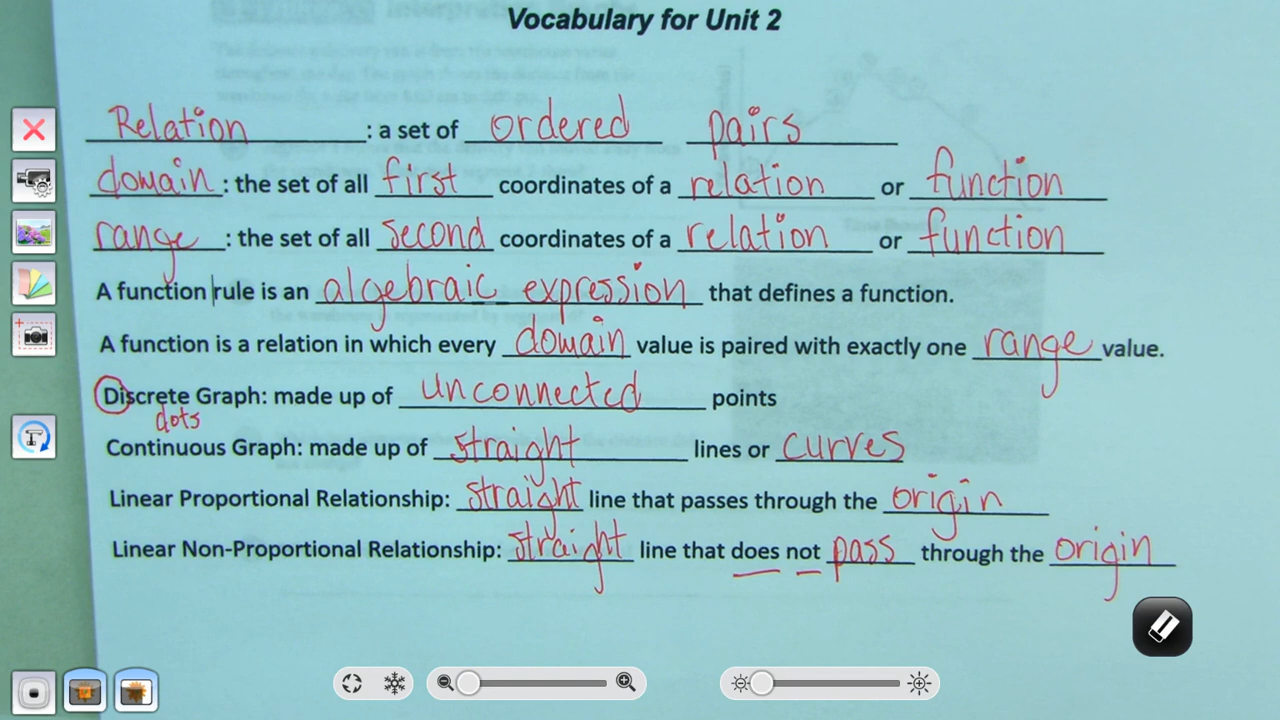 Vocabulary for Unit 2
Relation : a set of ordered pairs
domain : the set of all first coordinates of a relation or function
range : the set of all second coordinates of a relation or function
A function rule is an algebraic expression that defines a function.
A function is a relation in which every domain value is paired with exactly one range value.
Discrete Graph: made up of unconnected points
dots
Continuous Graph: made up of straight lines or curves
Linear Proportional Relationship: straight line that passes through the origin
Linear Non-Proportional Relationship: straight line that does not pass through the origin